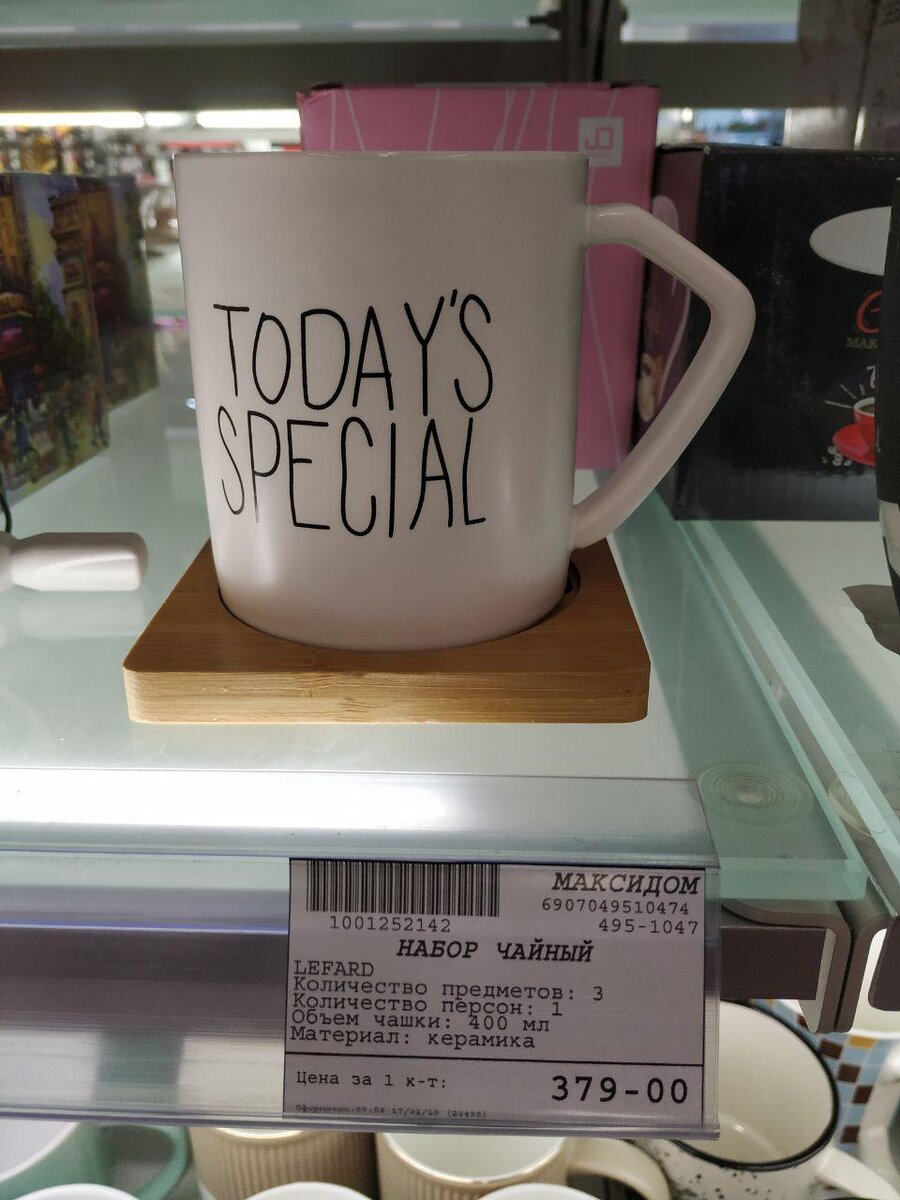 TODAY'S
SPECIAL
МАКСИДОМ
6907049510474
1001252142
495-1047
НАБОР ЧАЙНЫЙ
LEFARD
Количество предметов: 3
Количество персон: 1
Объем чашки: 400 мл
Материал: керамика
Цена за 1 к-т:
379-00